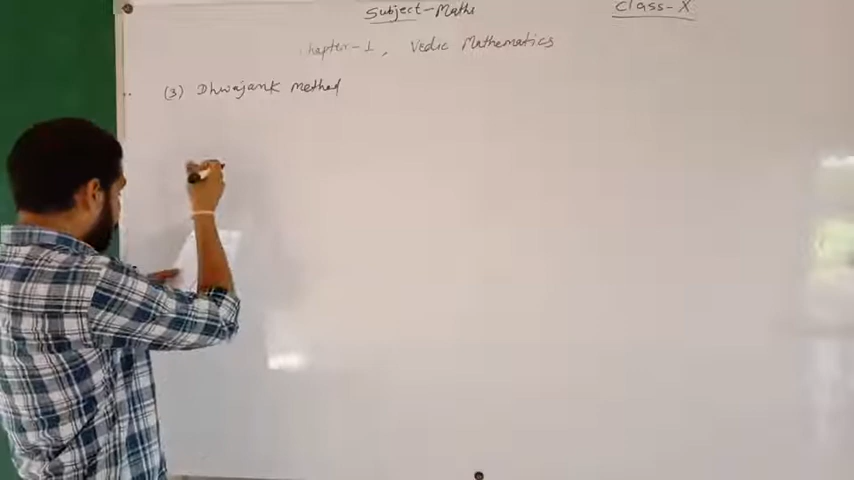 Subject-Maths Class-X
Chapter-1, Vedic Mathematics
(3) Dhwajank method